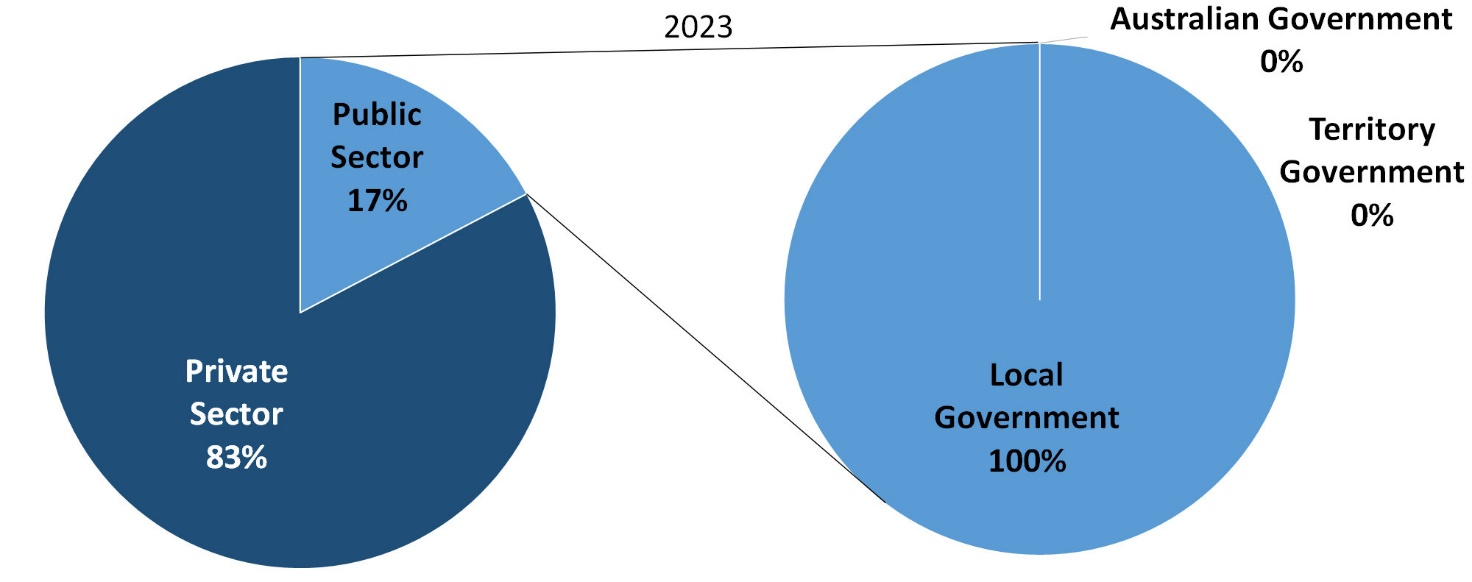 2023
Australian Government
0%
Public
Sector
17%
Territory
Government
0%
Private
Sector
83%
Local
Government
100%